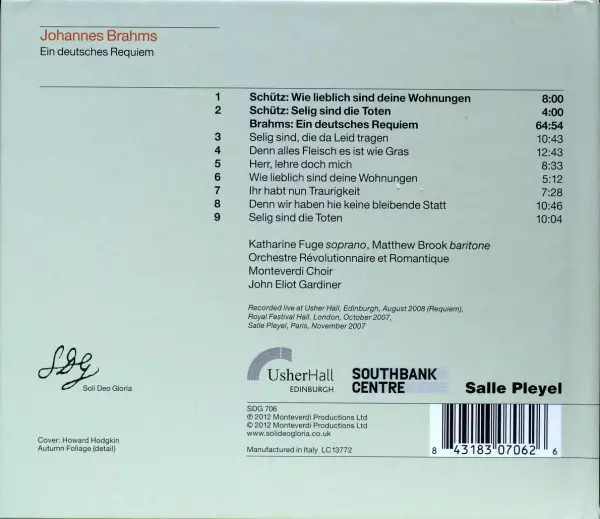 Johannes Brahms
Ein deutsches Requiem
1 Schütz: Wie lieblich sind deine Wohnungen 8:00
2 Schütz: Selig sind die Toten 4:00
Brahms: Ein deutsches Requiem 64:54
3 Selig sind, die da Leid tragen 10:43
4 Denn alles Fleisch es ist wie Gras 12:43
5 Herr, lehre doch mich 8:33
6 Wie lieblich sind deine Wohnungen 5:12
7 Ihr habt nun Traurigkeit 7:28
8 Denn wir haben hie keine bleibende Statt 10:46
9 Selig sind die Toten 10:04
Katharine Fuge soprano, Matthew Brook baritone
Orchestre Révolutionnaire et Romantique
Monteverdi Choir
John Eliot Gardiner
Recorded live at Usher Hall, Edinburgh, August 2008 (Requiem),
Royal Festival Hall, London, October 2007,
Salle Pleyel, Paris, November 2007
SDG
Soli Deo Gloria
UsherHall
EDINBURGH
SOUTHBANK
CENTRE
Salle Pleyel
SDG 706
℗ 2012 Monteverdi Productions Ltd
© 2012 Monteverdi Productions Ltd
www.solideogloria.co.uk
Manufactured in Italy LC13772
Cover: Howard Hodgkin
Autumn Foliage (detail)
8 43183 07062 6